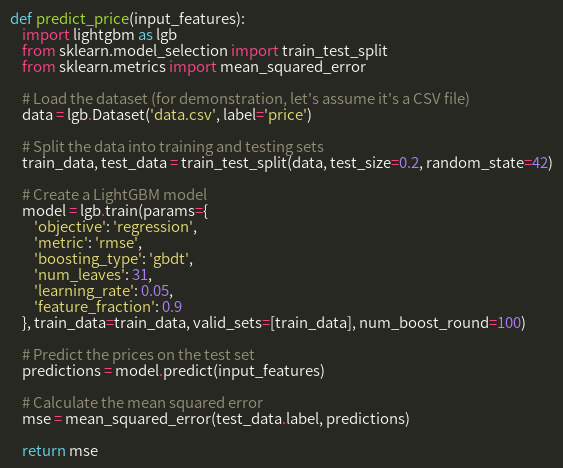 def predict_price(input_features):
import lightgbm as lgb
from sklearn.model_selection import train_test_split
from sklearn.metrics import mean_squared_error
# Load the dataset (for demonstration, let's assume it's a CSV file)
data = lgb.Dataset('data.csv', label='price')
# Split the data into training and testing sets
train_data, test_data = train_test_split(data, test_size=0.2, random_state=42)
# Create a LightGBM model
model = lgb.train(params={
'objective': 'regression',
'metric': 'rmse',
'boosting_type': 'gbdt',
'num_leaves': 31,
'learning_rate': 0.05,
'feature_fraction': 0.9
}, train_data=train_data, valid_sets=[train_data], num_boost_round=100)
# Predict the prices on the test set
predictions = model.predict(input_features)
# Calculate the mean squared error
mse = mean_squared_error(test_data.label, predictions)
return mse